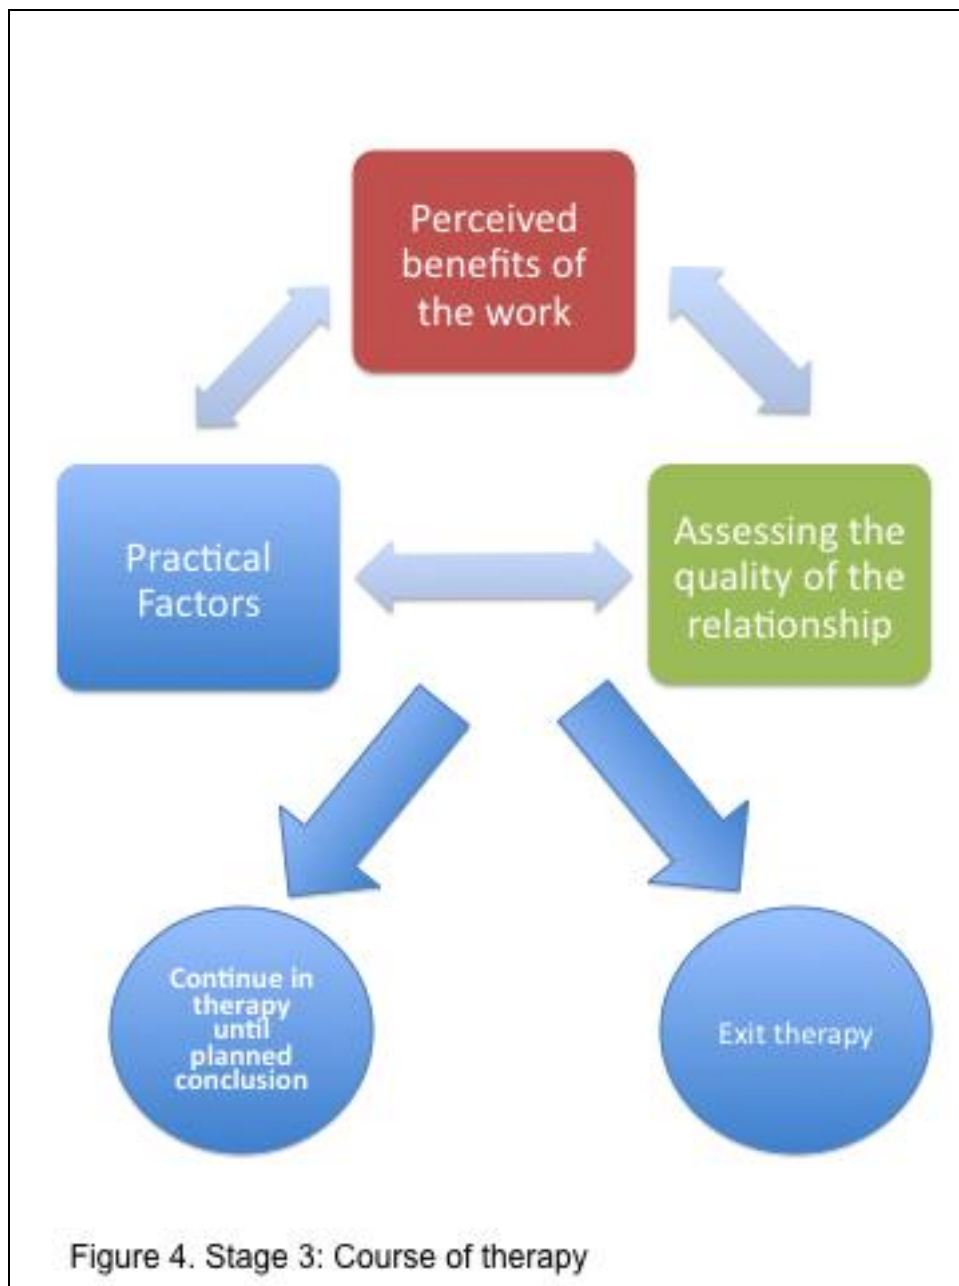 Perceived
benefits of
the work
Practical
Factors
Assessing the
quality of the
relationship
Continue in
therapy
until
planned
conclusion
Exit therapy
Figure 4. Stage 3: Course of therapy